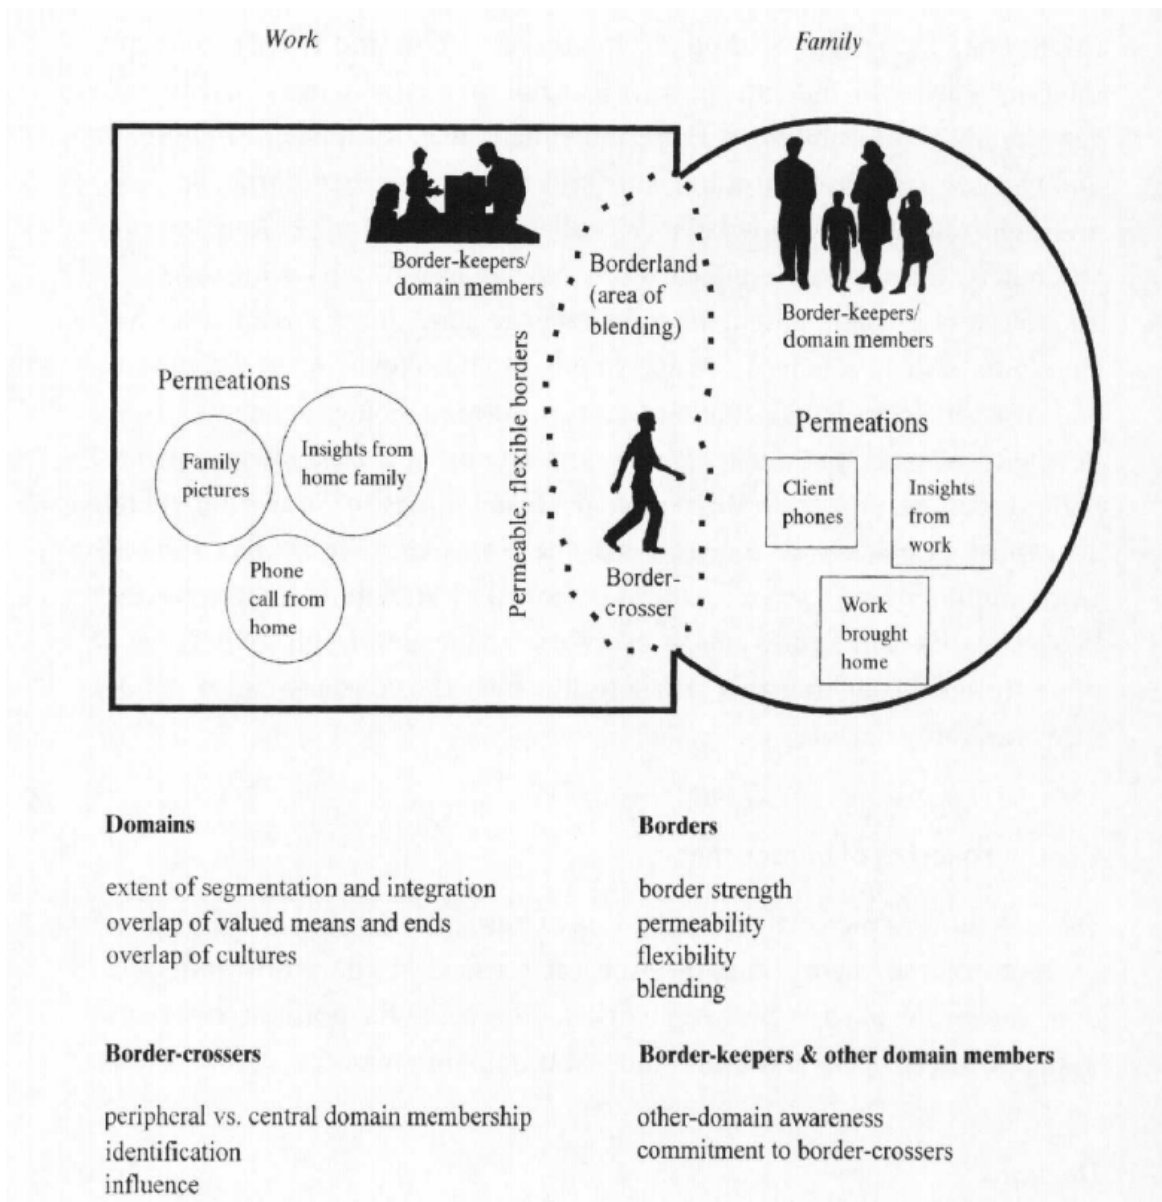 Work
Family
Border-keepers/
domain members
Borderland
(area of
blending)
Border-keepers/
domain members
Permeable, flexible borders
Permeations
Family
pictures
Insights from
home family
Phone
call from
home
Border-
crosser
Permeations
Client
phones
Insights
from
work
Work
brought
home
Domains
extent of segmentation and integration
overlap of valued means and ends
overlap of cultures
Borders
border strength
permeability
flexibility
blending
Border-crossers
peripheral vs. central domain membership
identification
influence
Border-keepers & other domain members
other-domain awareness
commitment to border-crossers